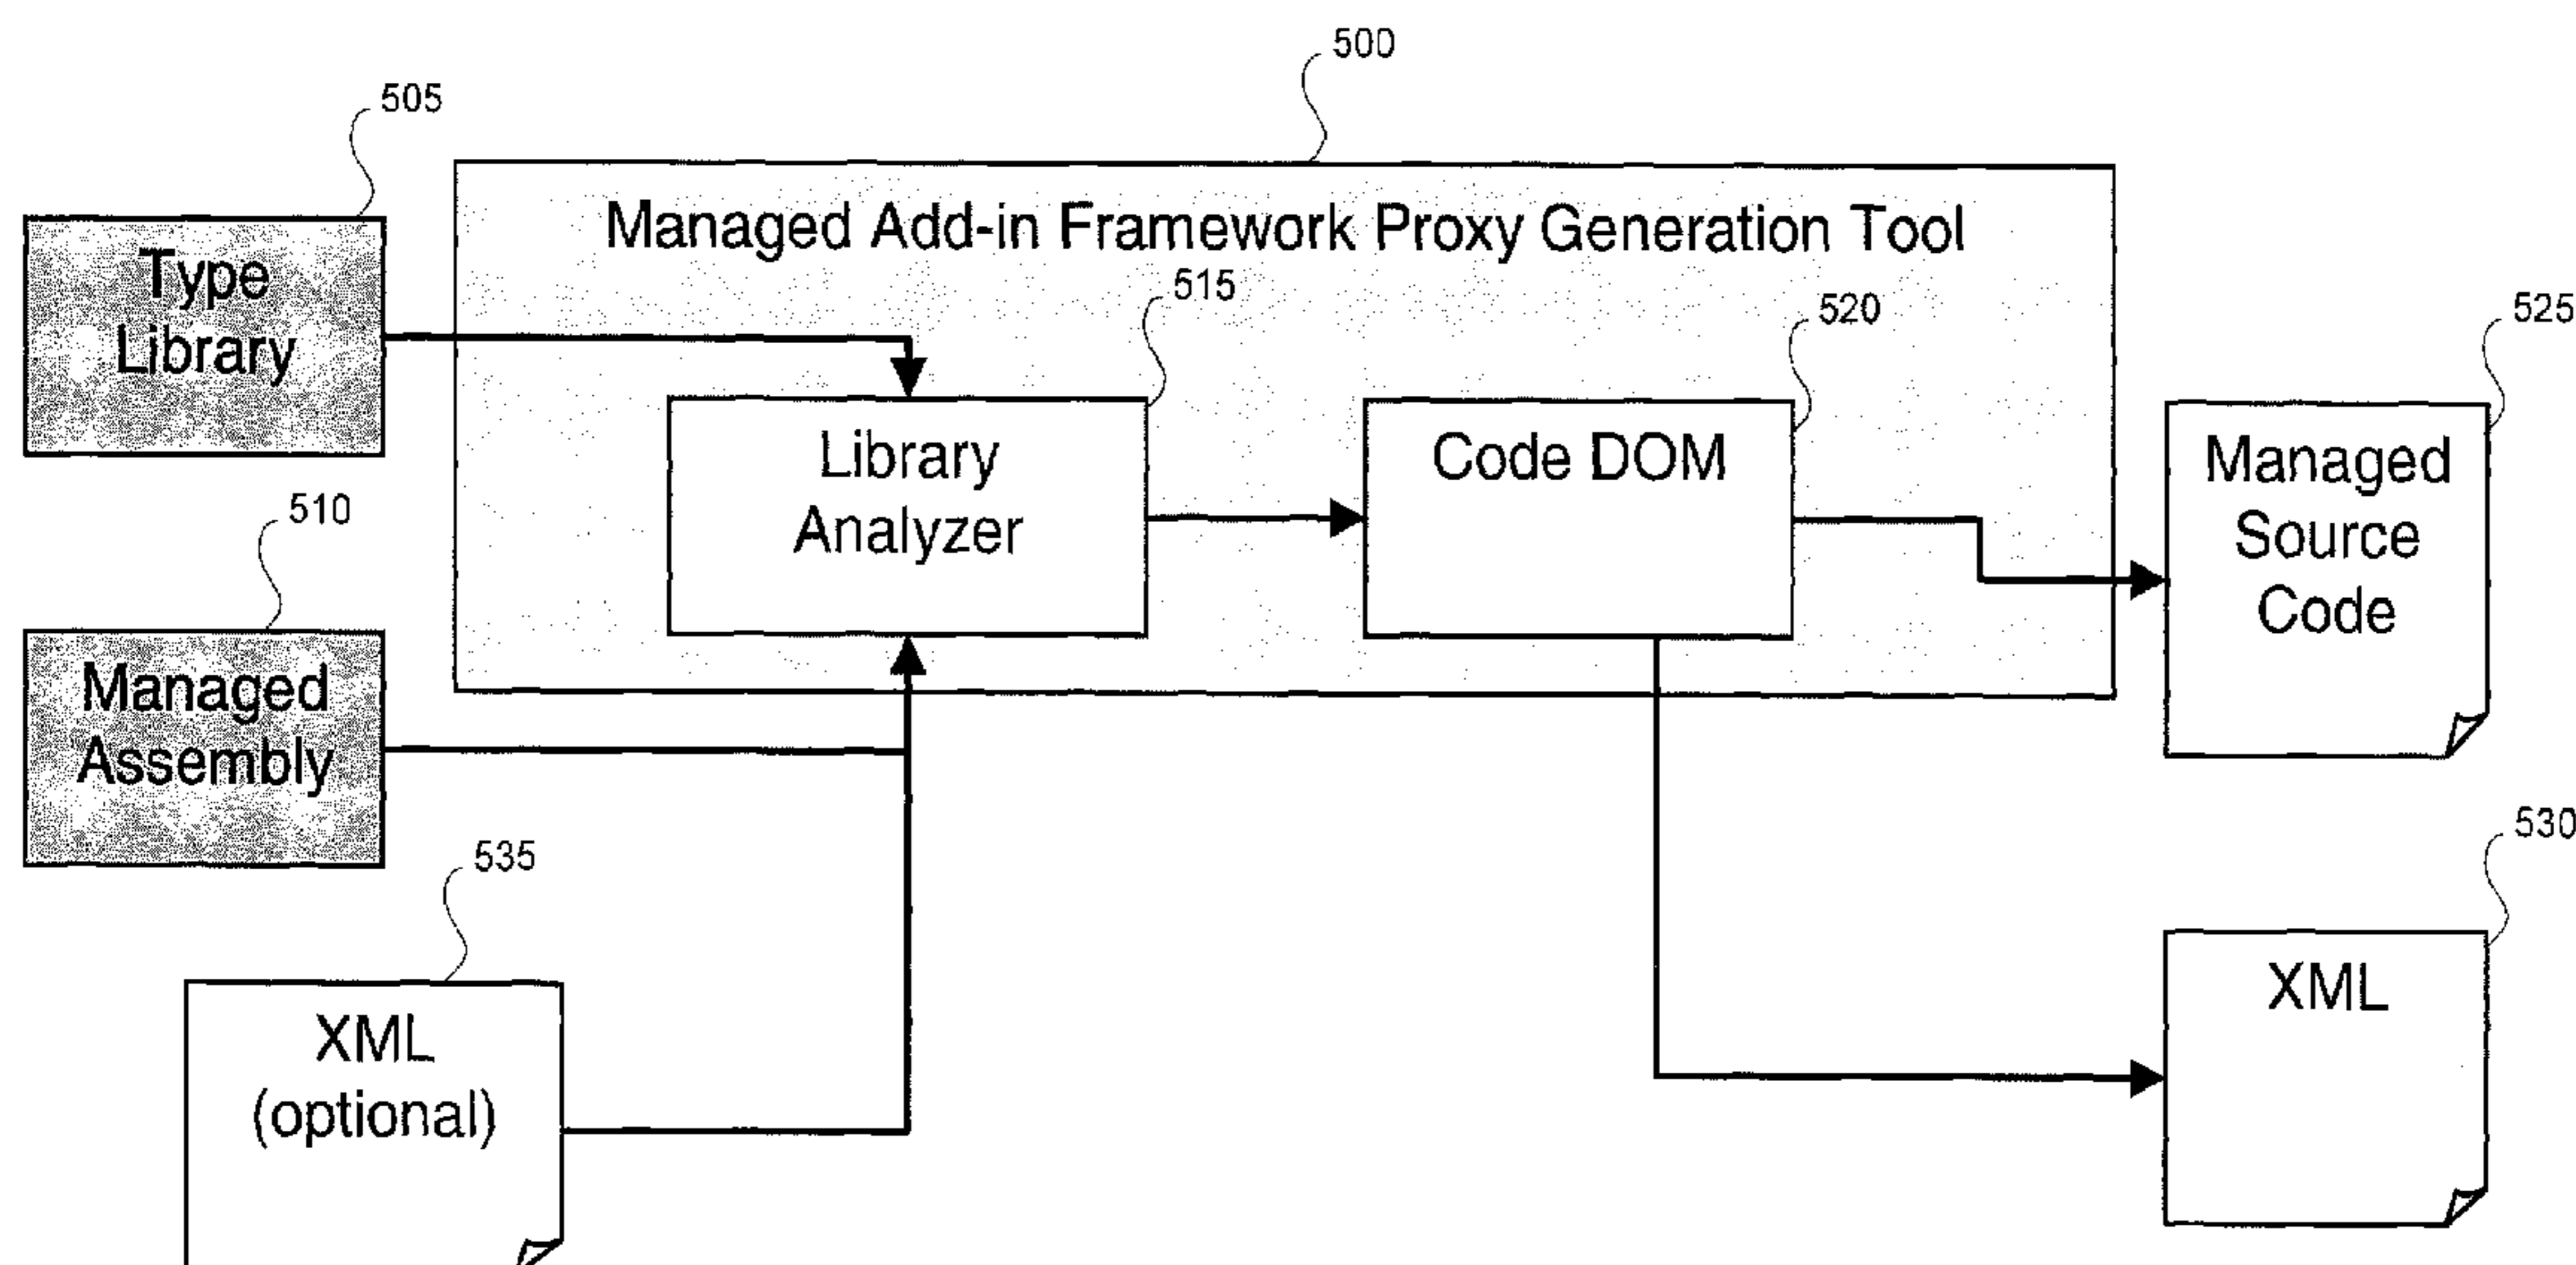 500
505
Managed Add-in Framework Proxy Generation Tool
Type
Library
515
520
525
Library
Analyzer
Code DOM
Managed
Source
Code
510
Managed
Assembly
535
530
XML
(optional)
XML